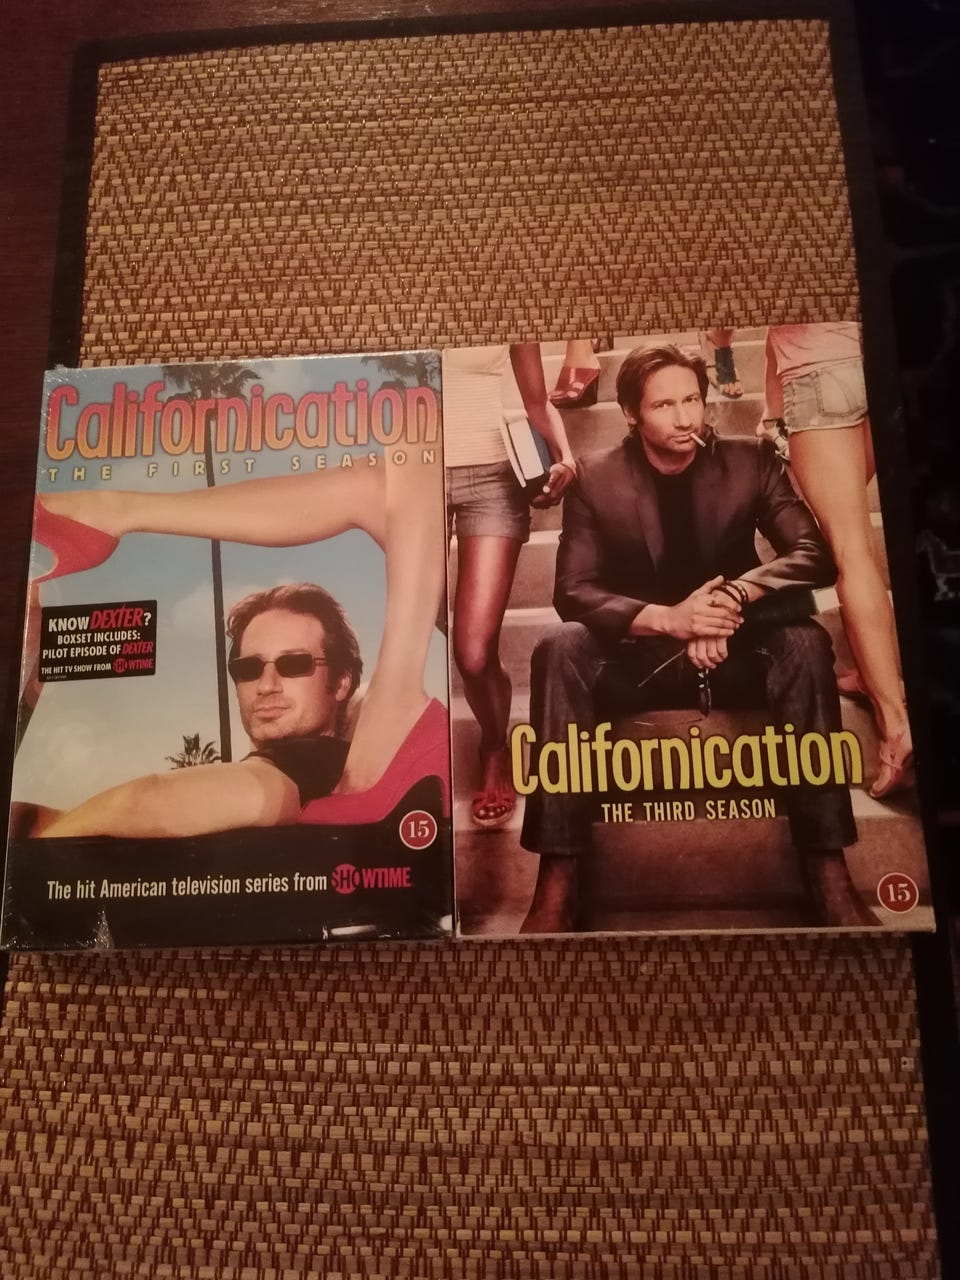 Californication
THE FIRST SEASON
KNOW DEXTER?
BOXSET INCLUDES:
PILOT EPISODE OF DEXTER
THE HIT TV SHOW FROM SHOWTIME
15
The hit American television series from SHOWTIME
Californication
THE THIRD SEASON
15